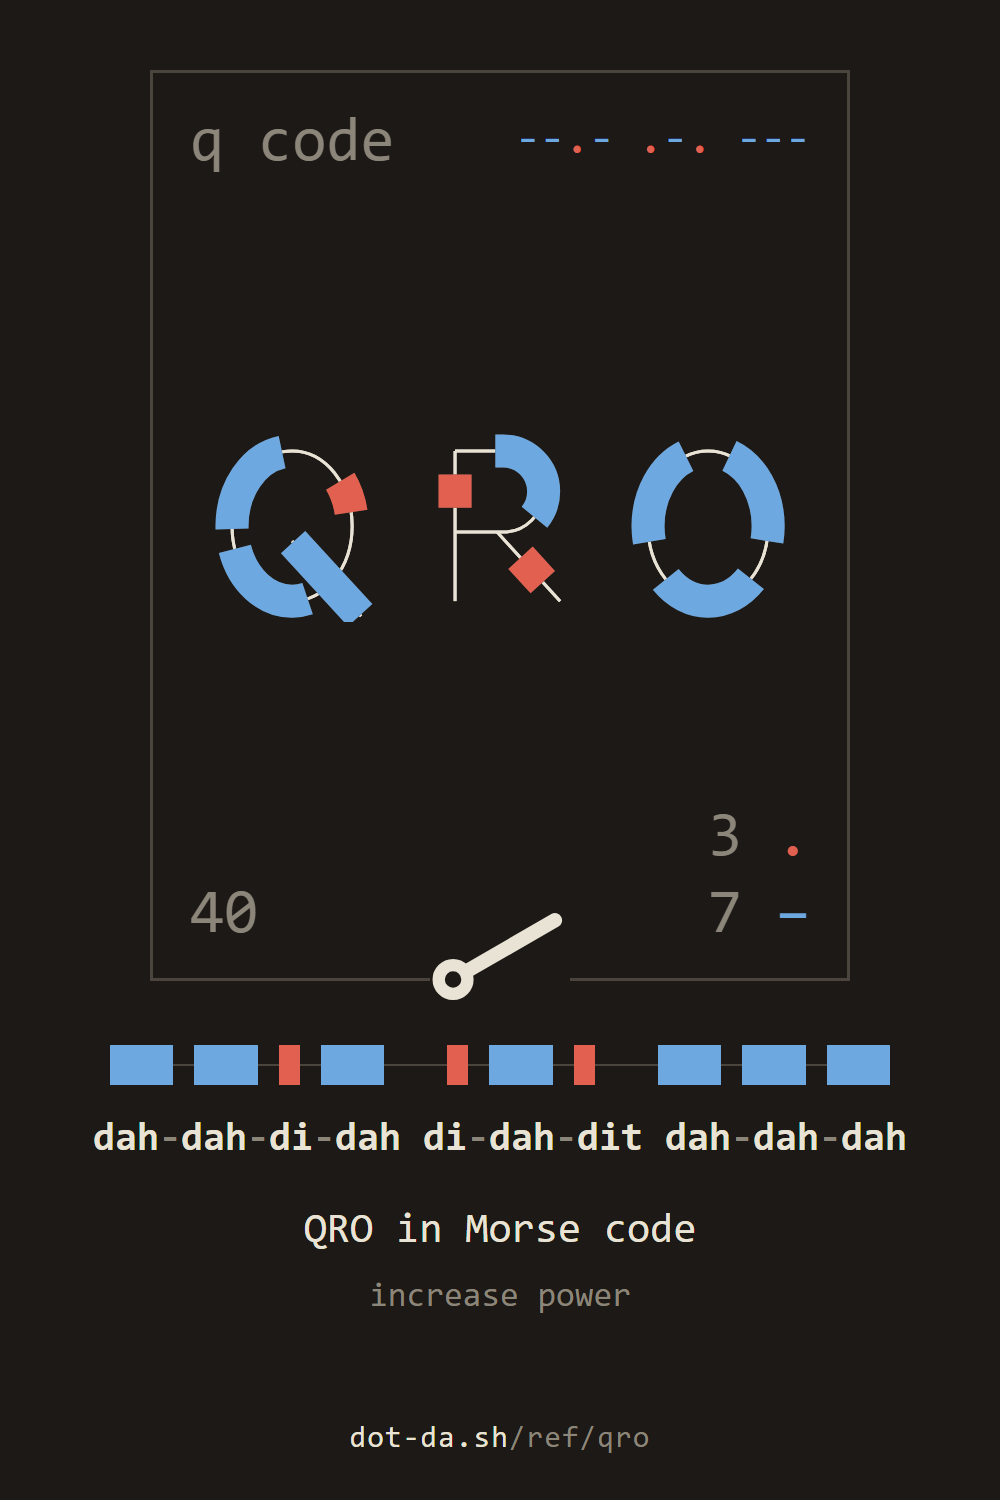 q code --.- .-. ---
QRO
3 .
40 7 -
dah-dah-di-dah di-dah-dit dah-dah-dah
QRO in Morse code
increase power
dot-da.sh/ref/qro